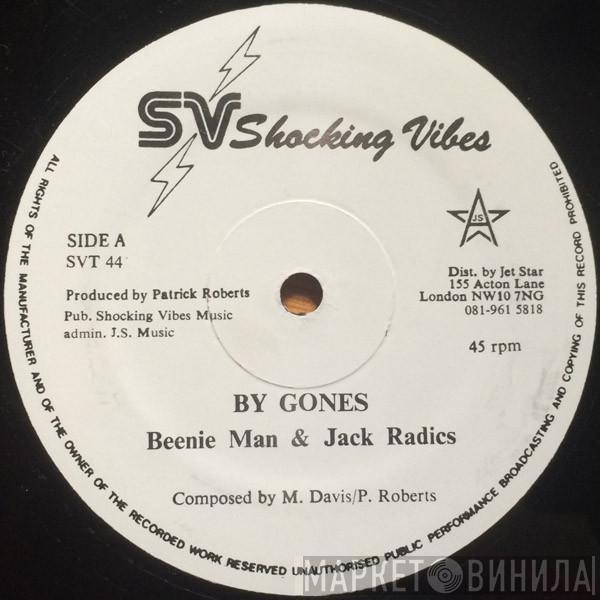 SV Shocking Vibes
JS
SIDE A
SVT 44
Produced by Patrick Roberts
Pub. Shocking Vibes Music
admin. J.S. Music
Dist. by Jet Star
155 Acton Lane
London NW10 7NG
081-961 5818
45 rpm
BY GONES
Beenie Man & Jack Radics
Composed by M. Davis/P. Roberts
ALL RIGHTS OF THE MANUFACTURER AND OF THE OWNER OF THE RECORDED WORK RESERVED UNAUTHORISED PUBLIC PERFORMANCE BROADCASTING AND COPYING OF THIS RECORD PROHIBITED
МАРКЕТ ВИНИЛА